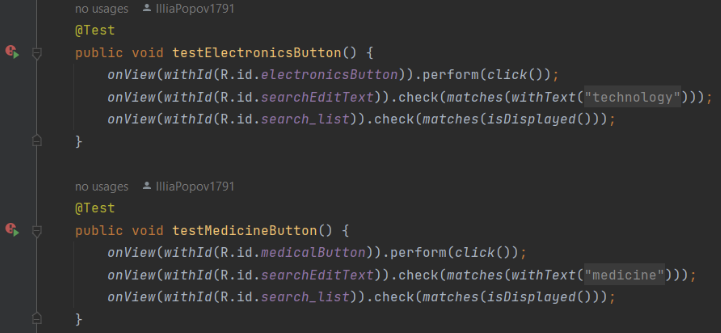 no usages IlliaPopov1791
@Test
public void testElectronicsButton() {
onView(withId(R.id.electronicsButton)).perform(click());
onView(withId(R.id.searchEditText)).check(matches(withText("technology")));
onView(withId(R.id.search_list)).check(matches(isDisplayed()));
}
no usages IlliaPopov1791
@Test
public void testMedicineButton() {
onView(withId(R.id.medicalButton)).perform(click());
onView(withId(R.id.searchEditText)).check(matches(withText("medicine")));
onView(withId(R.id.search_list)).check(matches(isDisplayed()));
}